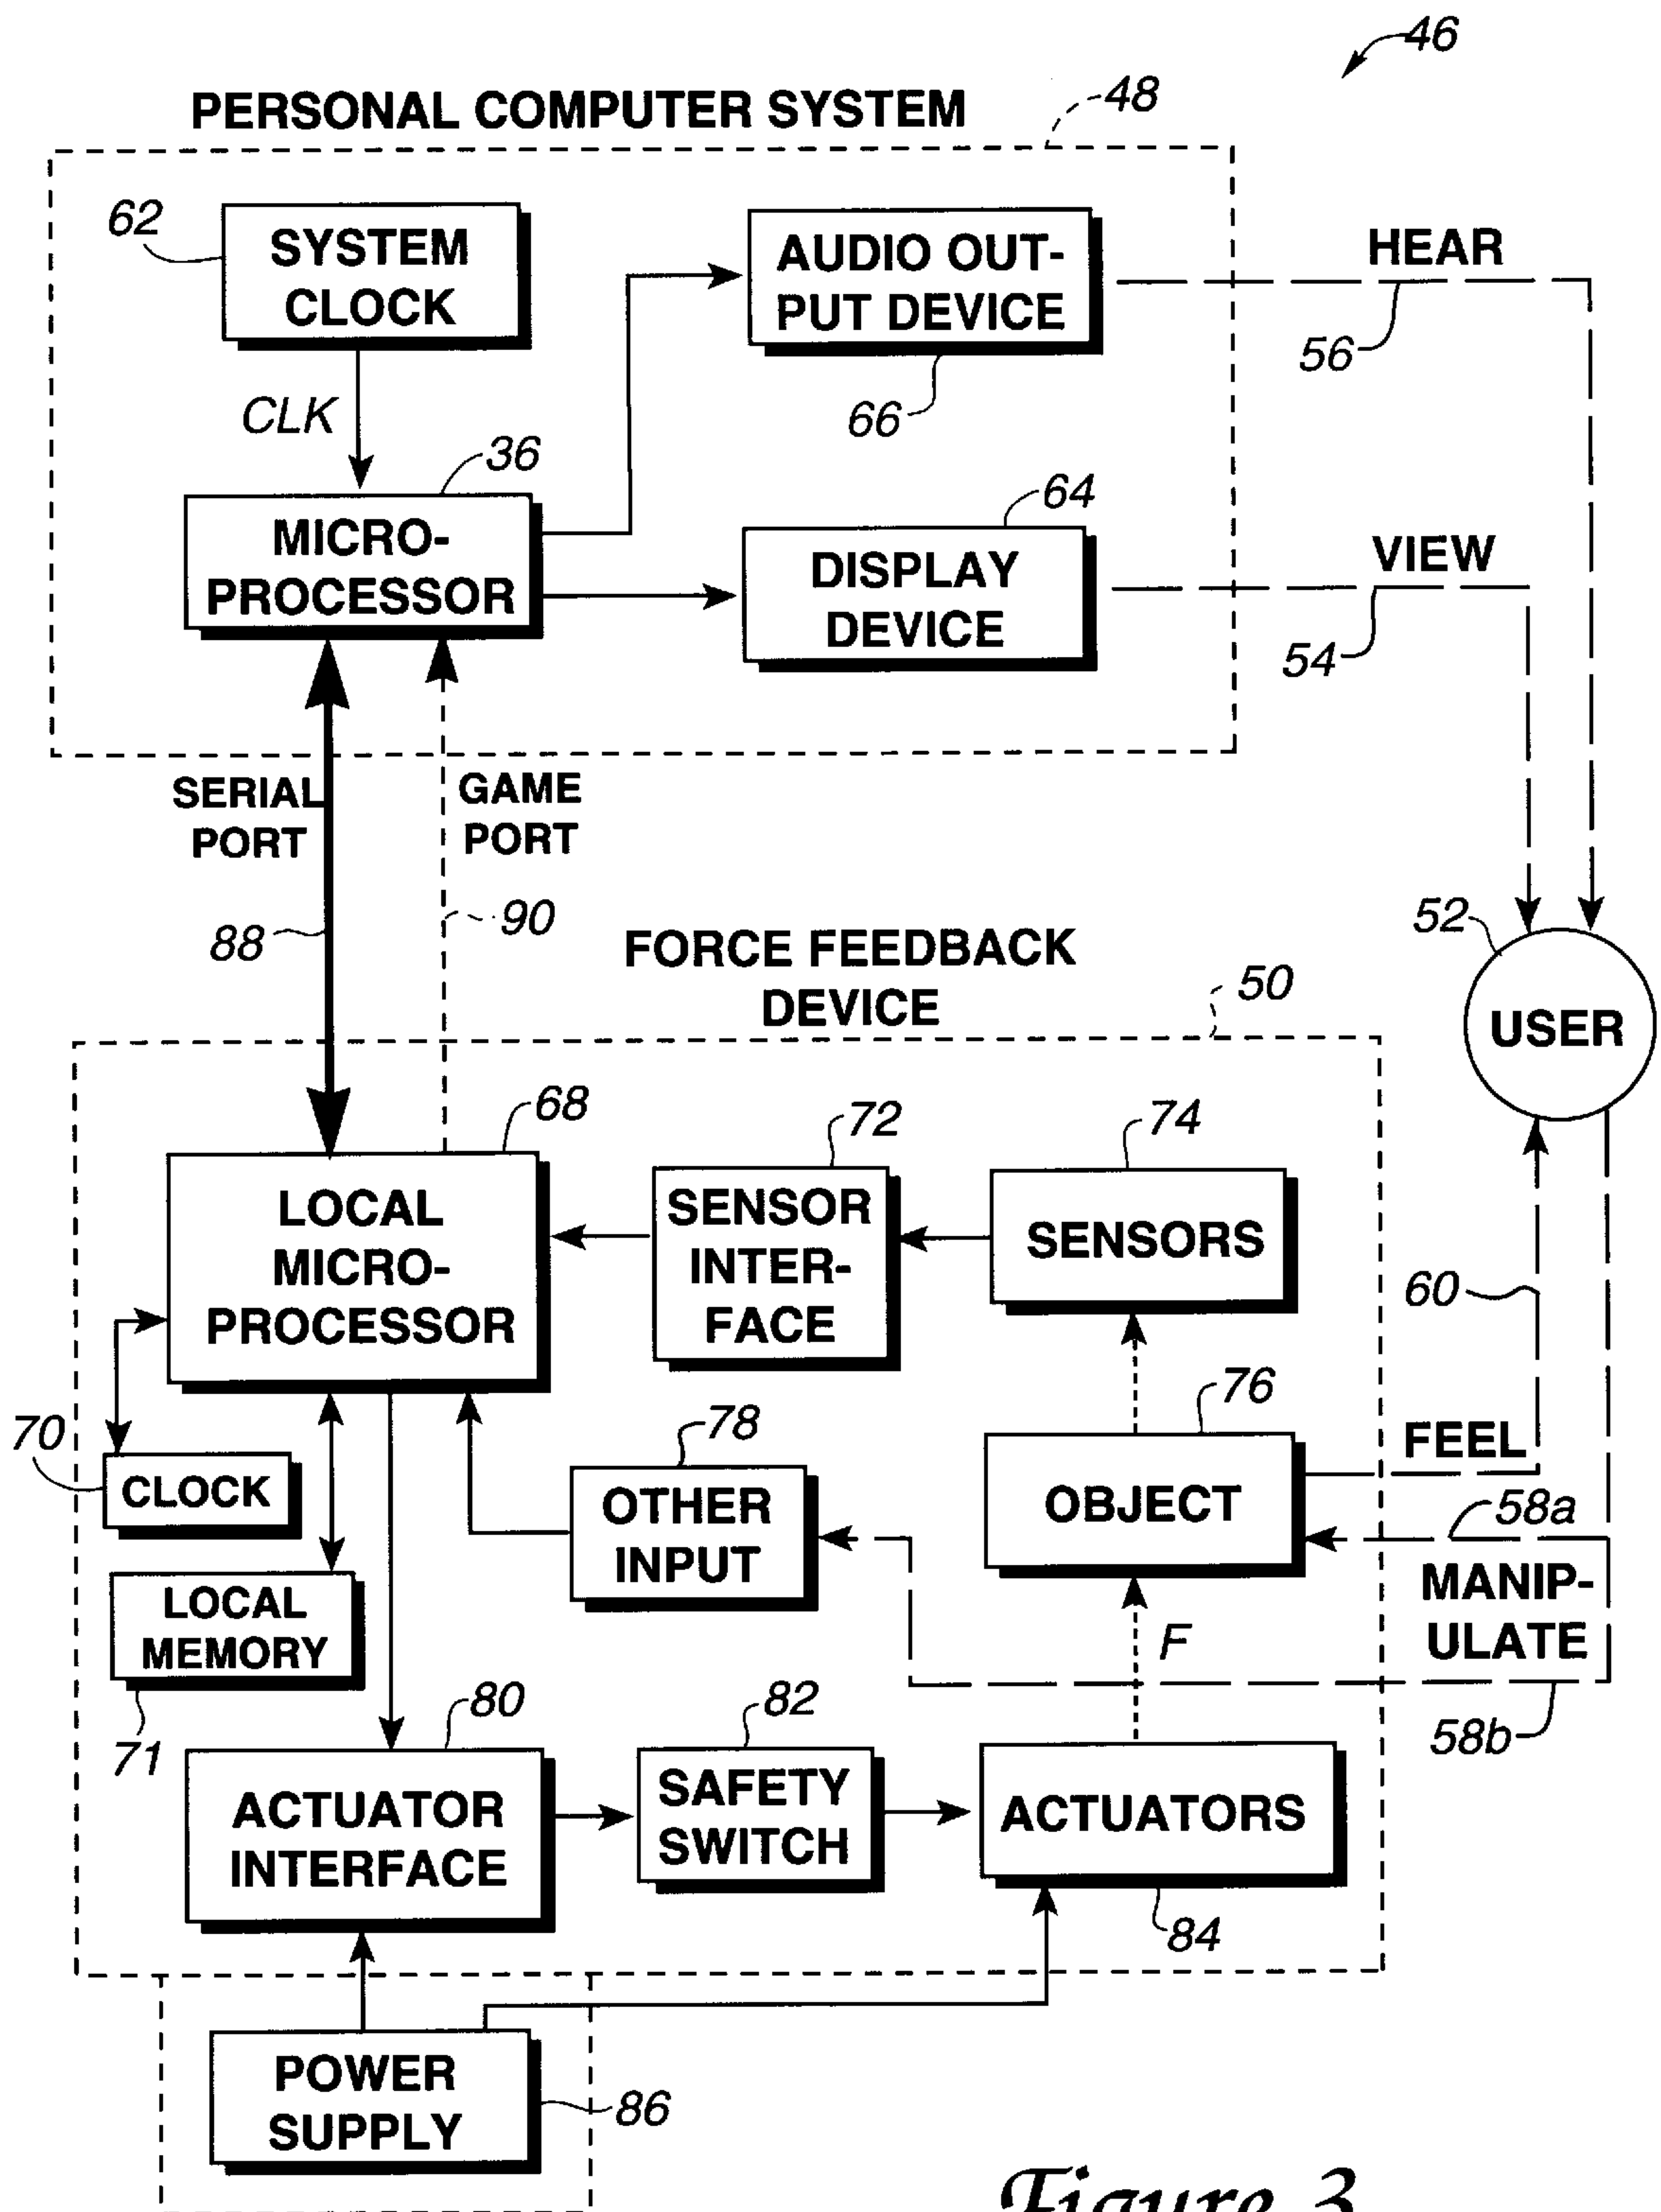 46
PERSONAL COMPUTER SYSTEM
48
62
SYSTEM
CLOCK
AUDIO OUT-
PUT DEVICE
66
HEAR
56
CLK
36
MICRO-
PROCESSOR
64
DISPLAY
DEVICE
VIEW
54
SERIAL
PORT
GAME
PORT
88
90
FORCE FEEDBACK
DEVICE
50
52
USER
68
LOCAL
MICRO-
PROCESSOR
72
SENSOR
INTER-
FACE
74
SENSORS
60
70
CLOCK
78
OTHER
INPUT
76
OBJECT
FEEL
58a
MANIP-
ULATE
58b
LOCAL
MEMORY
71
F
80
ACTUATOR
INTERFACE
82
SAFETY
SWITCH
ACTUATORS
84
POWER
SUPPLY
86
Figure 3